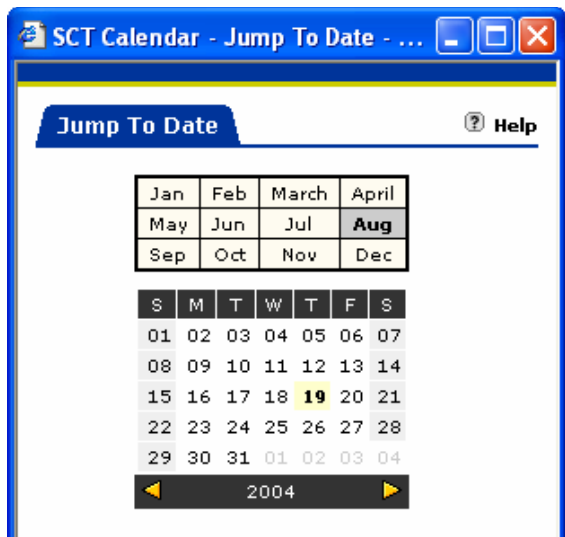 SCT Calendar - Jump To Date - ...
Jump To Date
? Help
Jan Feb March April
May Jun Jul Aug
Sep Oct Nov Dec
S M T W T F S
01 02 03 04 05 06 07
08 09 10 11 12 13 14
15 16 17 18 19 20 21
22 23 24 25 26 27 28
29 30 31 01 02 03 04
2004